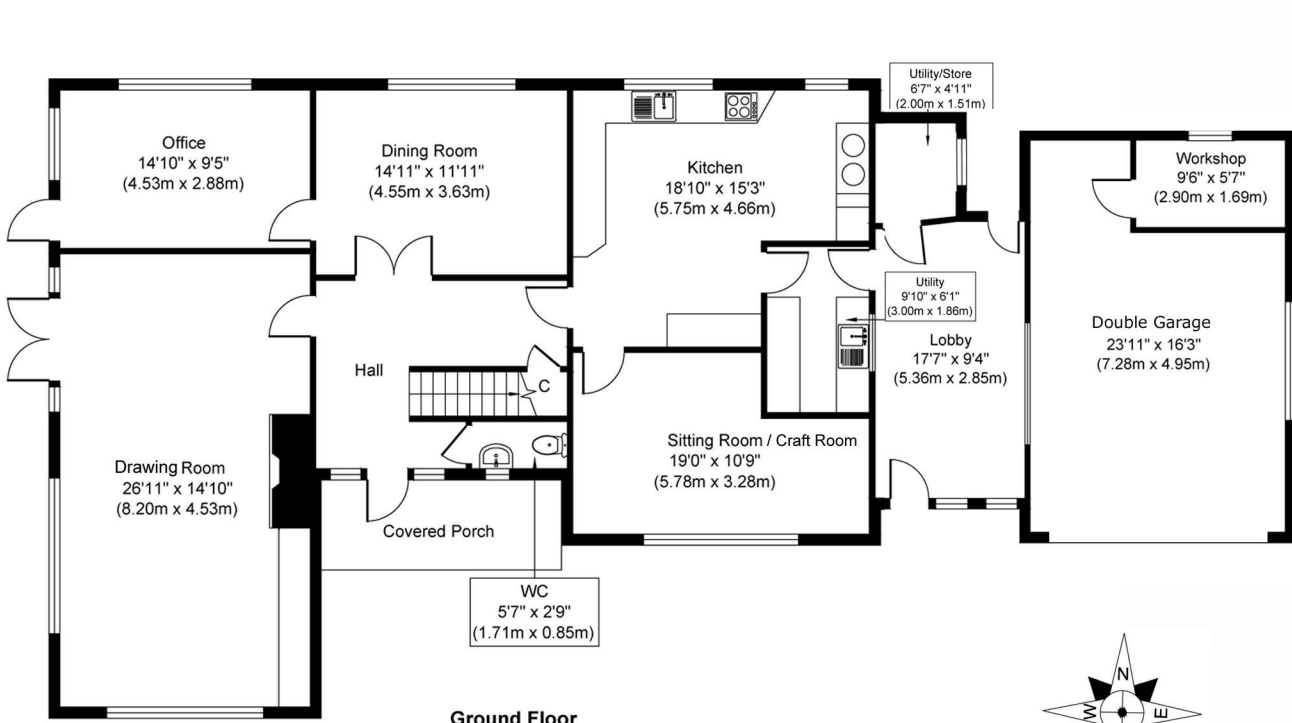 Utility/Store
6'7" x 4'11"
(2.00m x 1.51m)
Office
14'10" x 9'5"
(4.53m x 2.88m)
Dining Room
14'11" x 11'11"
(4.55m x 3.63m)
Kitchen
18'10" x 15'3"
(5.75m x 4.66m)
Workshop
9'6" x 5'7"
(2.90m x 1.69m)
Utility
9'10" x 6'1"
(3.00m x 1.86m)
Lobby
17'7" x 9'4"
(5.36m x 2.85m)
Double Garage
23'11" x 16'3"
(7.28m x 4.95m)
Hall
C
Sitting Room / Craft Room
19'0" x 10'9"
(5.78m x 3.28m)
Drawing Room
26'11" x 14'10"
(8.20m x 4.53m)
Covered Porch
WC
5'7" x 2'9"
(1.71m x 0.85m)
Ground Floor
N
W
E